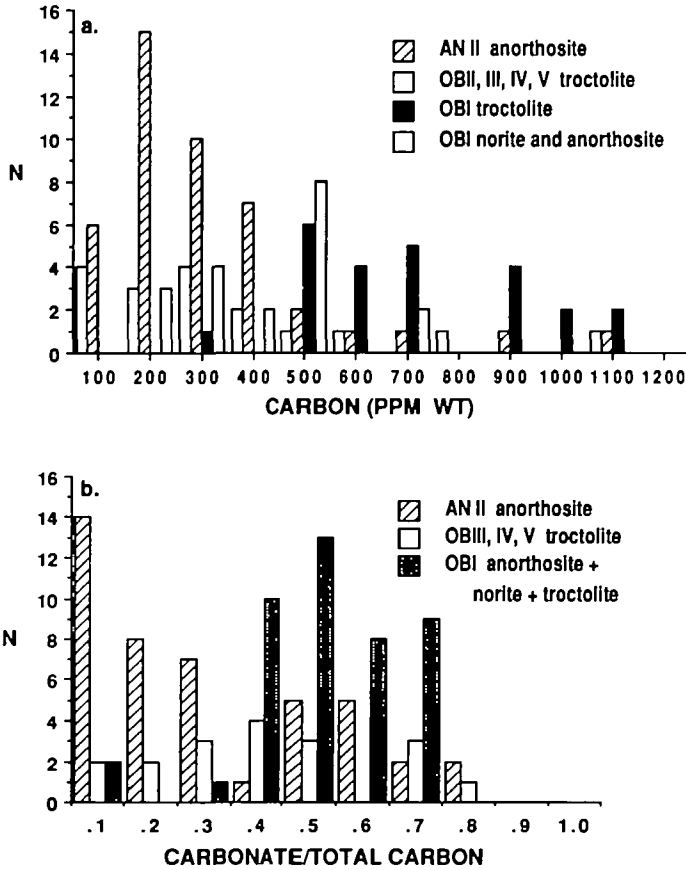 a.
16
14
12
10
8
6
4
2
0
N
AN II anorthosite
OBII, III, IV, V troctolite
OBI troctolite
OBI norite and anorthosite
100 200 300 400 500 600 700 800 900 1000 1100 1200
CARBON (PPM WT)
b.
16
14
12
10
8
6
4
2
0
N
AN II anorthosite
OBIII, IV, V troctolite
OBI anorthosite +
norite + troctolite
.1 .2 .3 .4 .5 .6 .7 .8 .9 1.0
CARBONATE/TOTAL CARBON